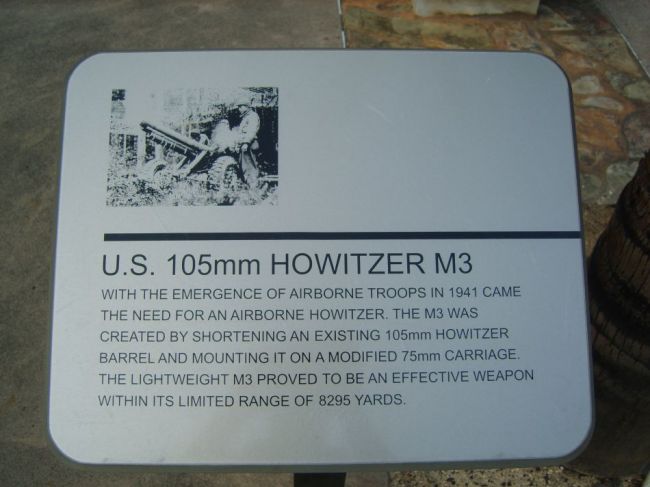 U.S. 105mm HOWITZER M3
WITH THE EMERGENCE OF AIRBORNE TROOPS IN 1941 CAME
THE NEED FOR AN AIRBORNE HOWITZER. THE M3 WAS
CREATED BY SHORTENING AN EXISTING 105mm HOWITZER
BARREL AND MOUNTING IT ON A MODIFIED 75mm CARRIAGE.
THE LIGHTWEIGHT M3 PROVED TO BE AN EFFECTIVE WEAPON
WITHIN ITS LIMITED RANGE OF 8295 YARDS.